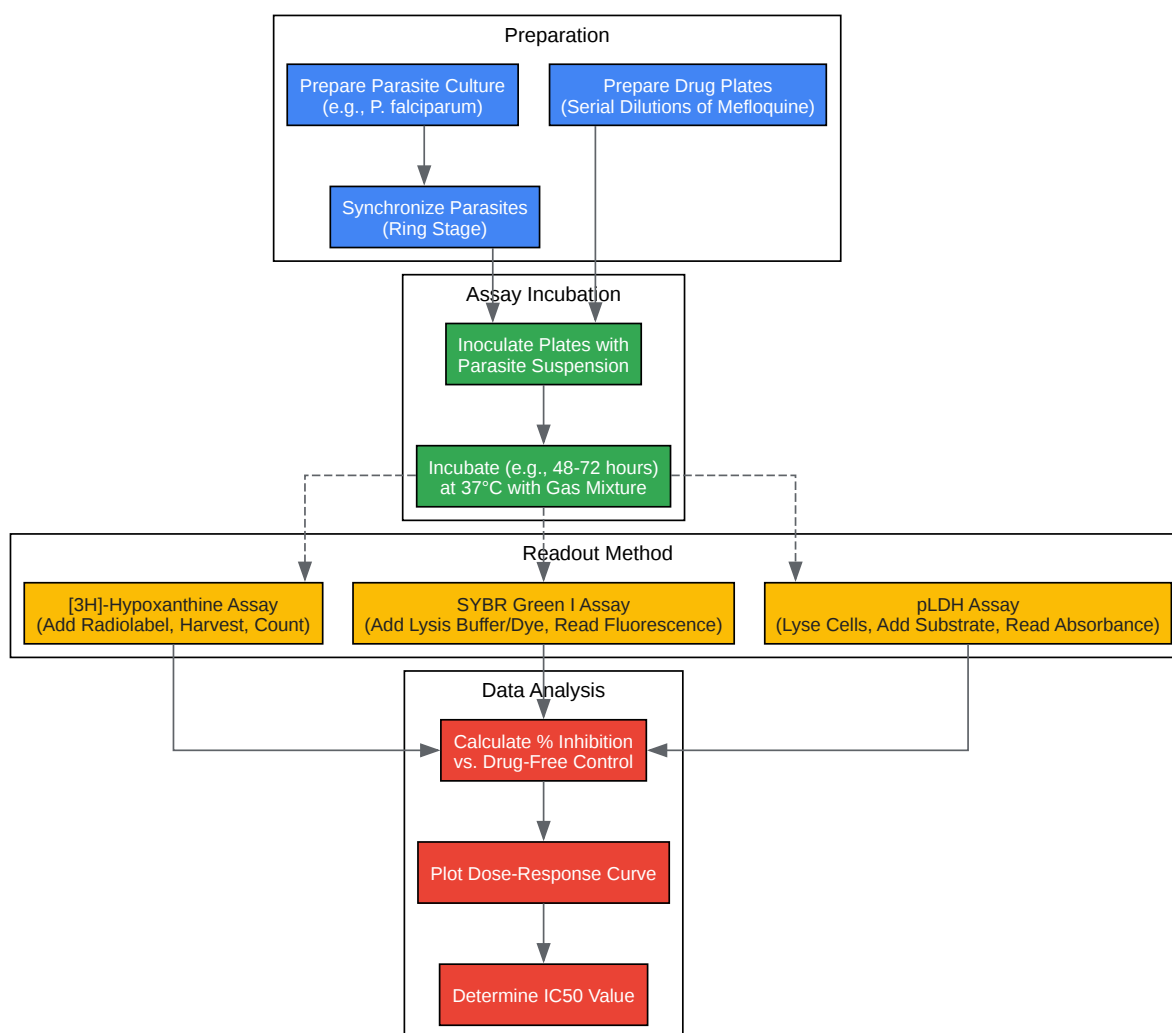 Preparation
Prepare Parasite Culture
(e.g., P. falciparum)
Prepare Drug Plates
(Serial Dilutions of Mefloquine)
Synchronize Parasites
(Ring Stage)
Assay Incubation
Inoculate Plates with
Parasite Suspension
Incubate (e.g., 48-72 hours)
at 37°C with Gas Mixture
Readout Method
[3H]-Hypoxanthine Assay
(Add Radiolabel, Harvest, Count)
SYBR Green I Assay
(Add Lysis Buffer/Dye, Read Fluorescence)
pLDH Assay
(Lyse Cells, Add Substrate, Read Absorbance)
Data Analysis
Calculate % Inhibition
vs. Drug-Free Control
Plot Dose-Response Curve
Determine IC50 Value